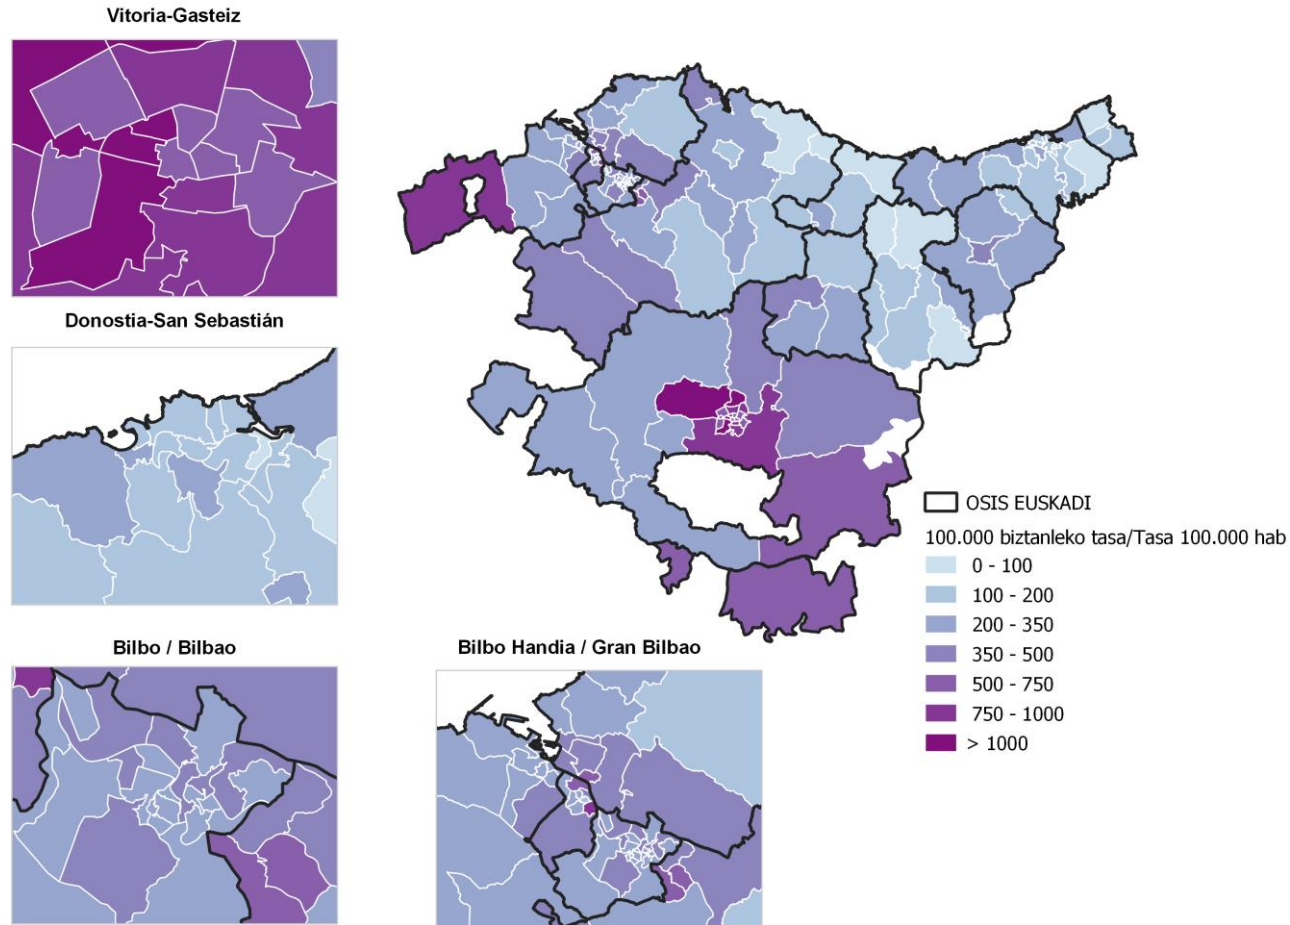 Vitoria-Gasteiz
Donostia-San Sebastián
Bilbo / Bilbao
Bilbo Handia / Gran Bilbao
OSIS EUSKADI
100.000 biztanleko tasa/Tasa 100.000 hab
0 - 100
100 - 200
200 - 350
350 - 500
500 - 750
750 - 1000
> 1000